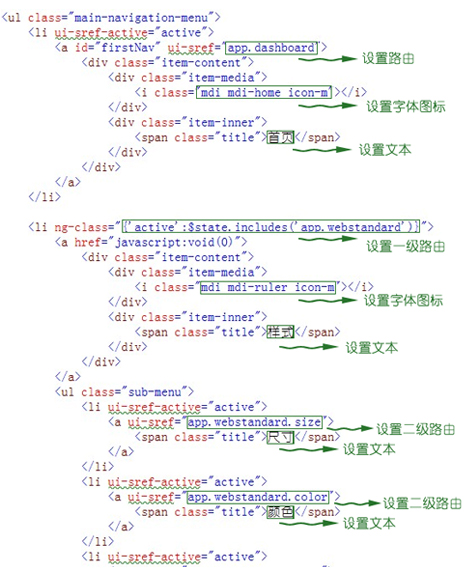 <ul class="main-navigation-menu">
<li ui-sref-active="active">
<a id="firstNav" ui-sref="app.dashboard">
<div class="item-content">
设置路由
<div class="item-media">
<i class="mdi mdi-home icon-m"></i>
</div>
设置字体图标
<div class="item-inner">
<span class="title">首页</span>
</div>
设置文本
</div>
</a>
</li>
<li ng-class="{'active':$state.includes('app.webstandard')}">
<a href="javascript:void(0)">
设置一级路由
<div class="item-content">
<div class="item-media">
<i class="mdi mdi-ruler icon-m"></i>
</div>
设置字体图标
<div class="item-inner">
<span class="title">样式</span>
</div>
设置文本
</div>
</a>
<ul class="sub-menu">
<li ui-sref-active="active">
<a ui-sref="app.webstandard.size">
设置二级路由
<span class="title">尺寸</span>
</a>
设置文本
</li>
<li ui-sref-active="active">
<a ui-sref="app.webstandard.color">
设置二级路由
<span class="title">颜色</span>
</a>
设置文本
</li>
<li ui-sref-active="active">